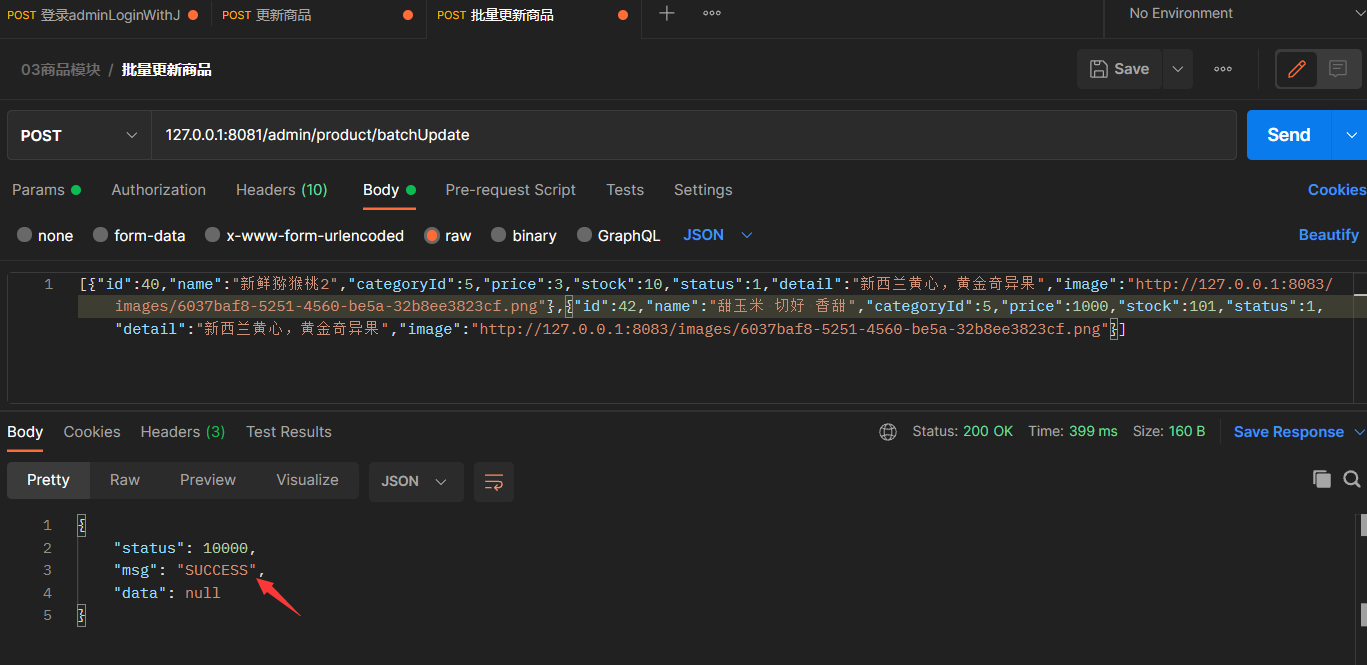 POST 登录adminLoginWithJ POST 更新商品 POST 批量更新商品 No Environment
03商品模块 / 批量更新商品 Save
POST 127.0.0.1:8081/admin/product/batchUpdate Send
Params Authorization Headers (10) Body Pre-request Script Tests Settings Cookies
none form-data x-www-form-urlencoded raw binary GraphQL JSON Beautify
1 [{"id":40,"name":"新鲜猕猴桃2","categoryId":5,"price":3,"stock":10,"status":1,"detail":"新西兰黄心，黄金奇异果","image":"http://127.0.0.1:8083/
images/6037baf8-5251-4560-be5a-32b8ee3823cf.png"},{"id":42,"name":"甜玉米 切好 香甜","categoryId":5,"price":1000,"stock":101,"status":1,
"detail":"新西兰黄心，黄金奇异果","image":"http://127.0.0.1:8083/images/6037baf8-5251-4560-be5a-32b8ee3823cf.png"}]
Body Cookies Headers (3) Test Results Status: 200 OK Time: 399 ms Size: 160 B Save Response
Pretty Raw Preview Visualize JSON
1 {
2 "status": 10000,
3 "msg": "SUCCESS",
4 "data": null
5 }